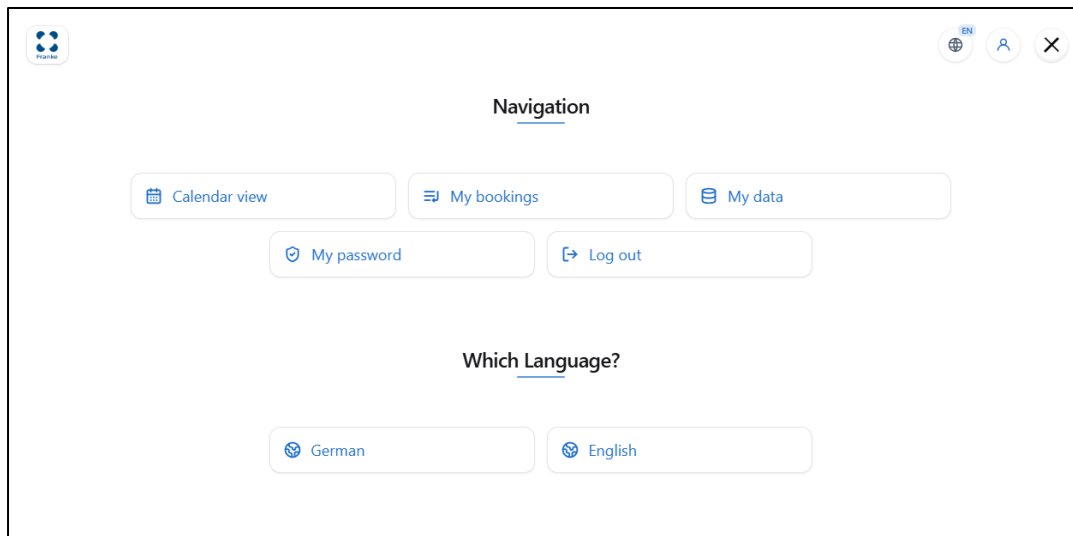 Franke
EN
Navigation
Calendar view
My bookings
My data
My password
Log out
Which Language?
German
English